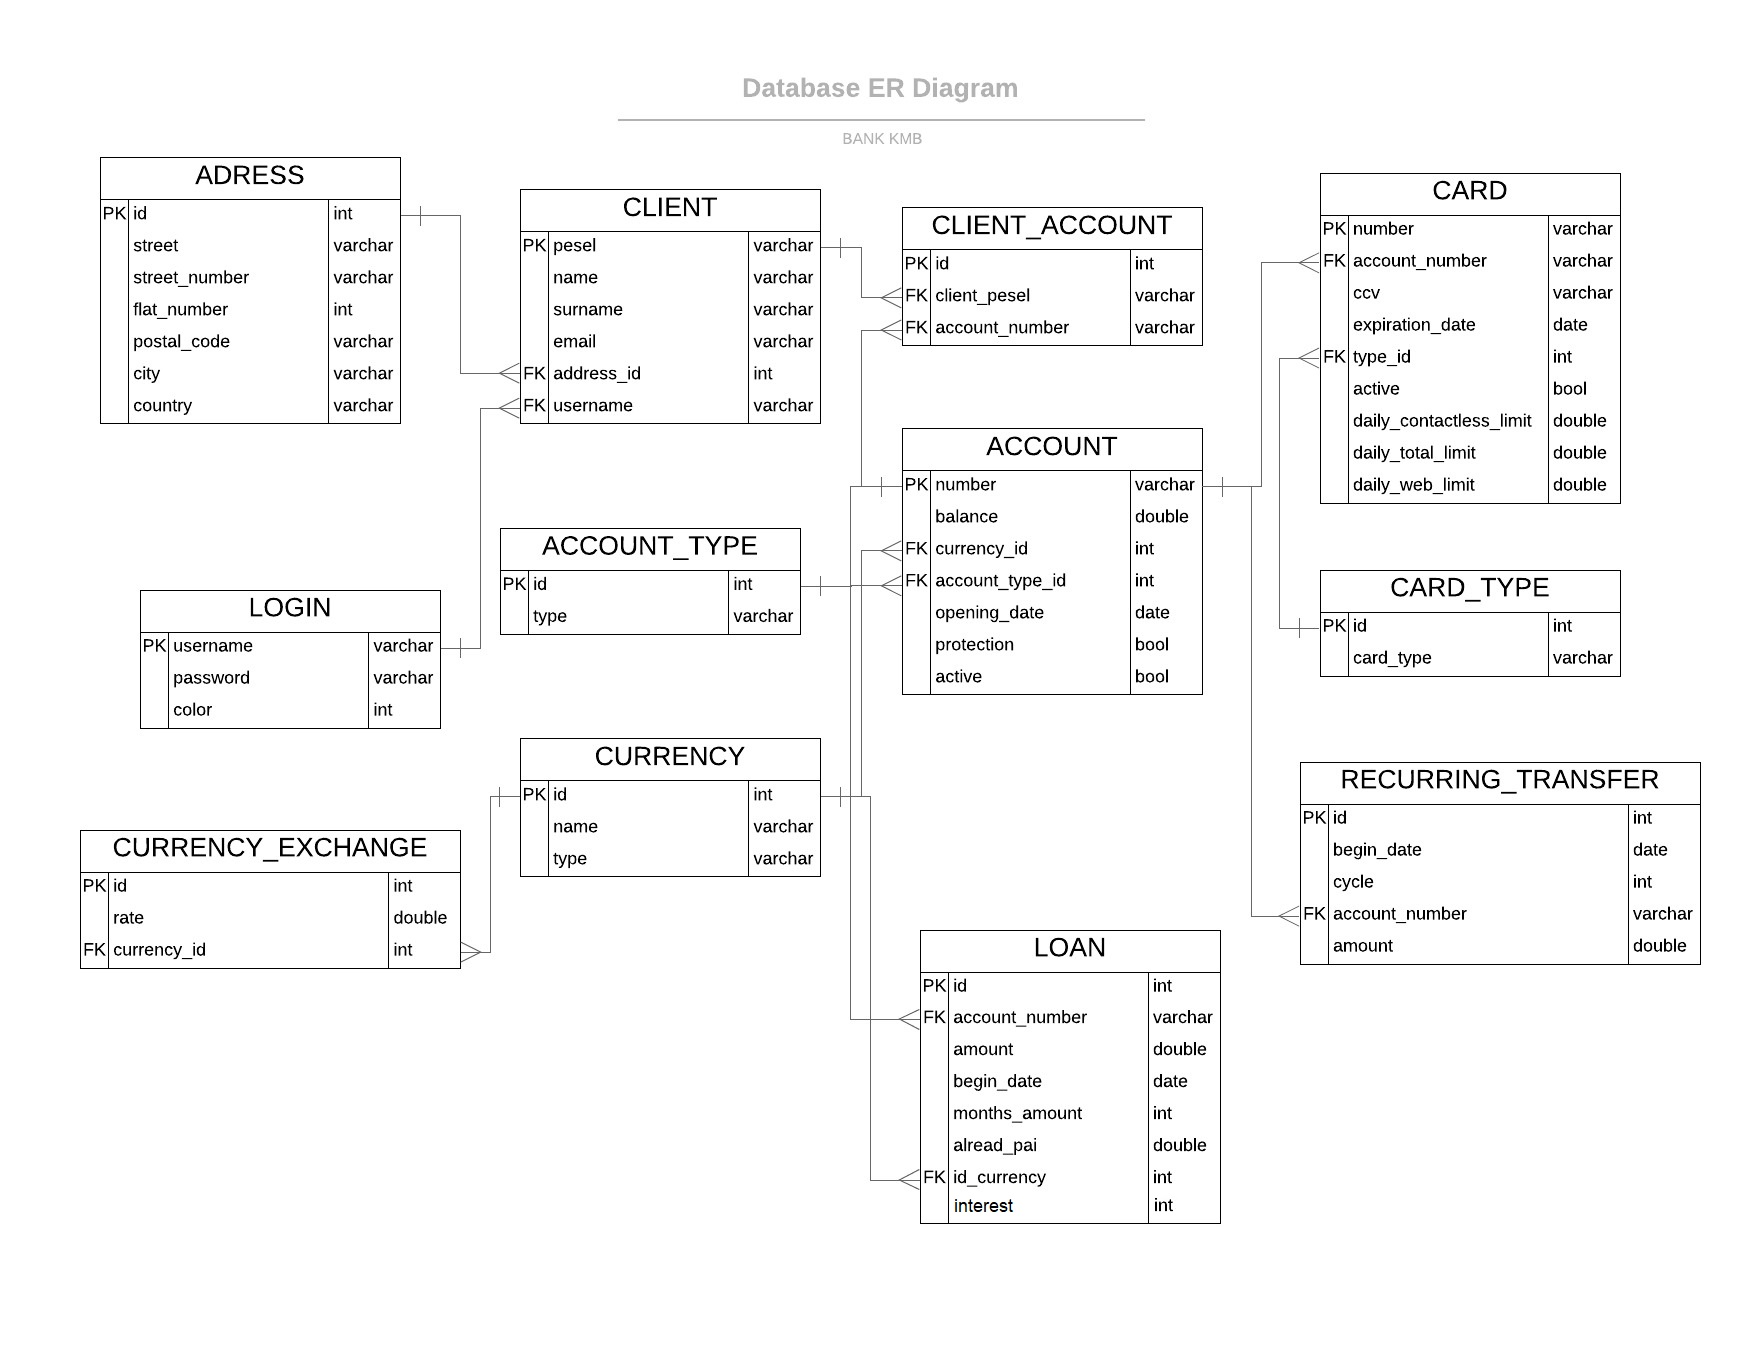 Database ER Diagram
BANK KMB
ADRESS
PK id int
street varchar
street_number varchar
flat_number int
postal_code varchar
city varchar
country varchar
CLIENT
PK pesel varchar
name varchar
surname varchar
email varchar
FK address_id int
FK username varchar
CLIENT_ACCOUNT
PK id int
FK client_pesel varchar
FK account_number varchar
CARD
PK number varchar
FK account_number varchar
ccv varchar
expiration_date date
FK type_id int
active bool
daily_contactless_limit double
daily_total_limit double
daily_web_limit double
ACCOUNT
PK number varchar
balance double
FK currency_id int
FK account_type_id int
opening_date date
protection bool
active bool
ACCOUNT_TYPE
PK id int
type varchar
LOGIN
PK username varchar
password varchar
color int
CARD_TYPE
PK id int
card_type varchar
CURRENCY
PK id int
name varchar
type varchar
CURRENCY_EXCHANGE
PK id int
rate double
FK currency_id int
RECURRING_TRANSFER
PK id int
begin_date date
cycle int
FK account_number varchar
amount double
LOAN
PK id int
FK account_number varchar
amount double
begin_date date
months_amount int
alread_pai double
FK id_currency int
interest int